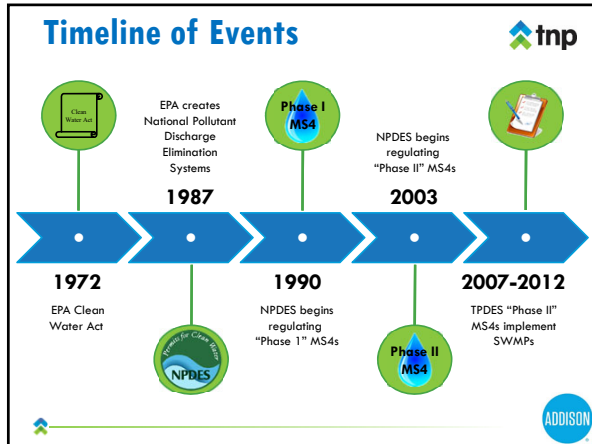 Timeline of Events
tnp
Clean
Water Act
EPA creates
National Pollutant
Discharge
Elimination
Systems
1987
Phase I
MS4
NPDES begins
regulating
“Phase II” MS4s
2003
1972
EPA Clean
Water Act
Permits for Clean Water
NPDES
1990
NPDES begins
regulating
“Phase 1” MS4s
Phase II
MS4
2007-2012
TPDES “Phase II”
MS4s implement
SWMPs
ADDISON